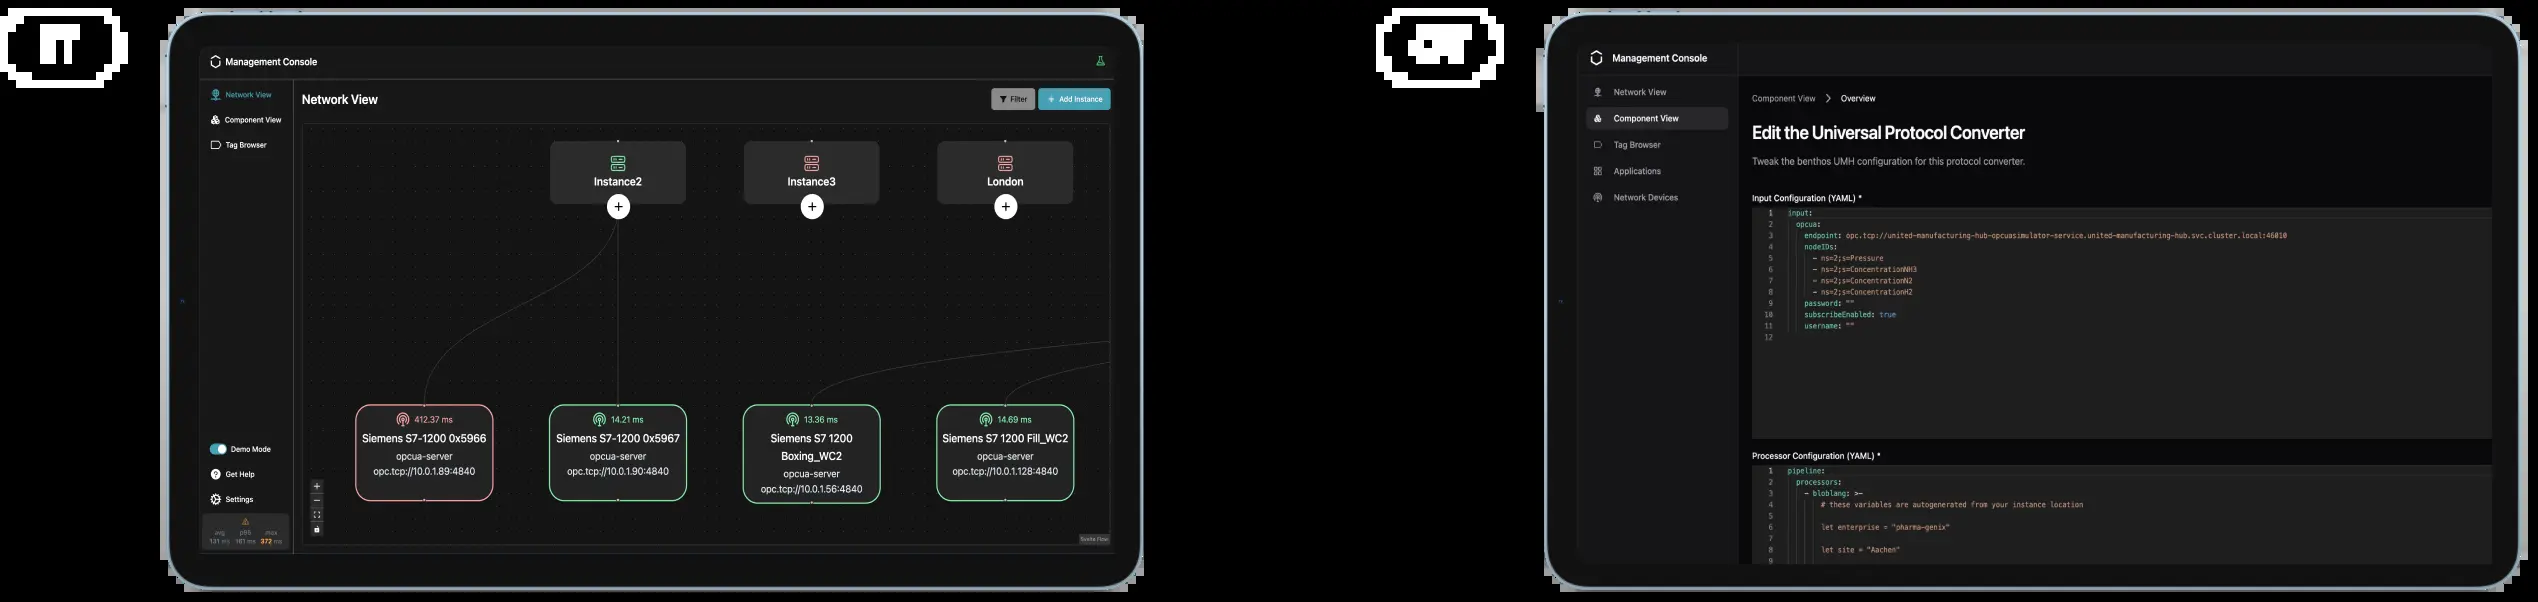 IT
Management Console
Network View
Component View
Tag Browser
Network View
Filter
+ Add Instance
Instance2
Instance3
London
412.37 ms
Siemens S7-1200 0x5966
opcua-server
opc.tcp://10.0.1.89:4840
14.21 ms
Siemens S7-1200 0x5967
opcua-server
opc.tcp://10.0.1.90:4840
13.36 ms
Siemens S7 1200
Boxing_WC2
opcua-server
opc.tcp://10.0.1.56:4840
14.69 ms
Siemens S7 1200 Fill_WC2
opcua-server
opc.tcp://10.0.1.128:4840
Demo Mode
Get Help
Settings
avg p95 max
131 ms 161 ms 372 ms
Svelte Flow
OT
Management Console
Network View
Component View
Tag Browser
Applications
Network Devices
Component View > Overview
Edit the Universal Protocol Converter
Tweak the benthos UMH configuration for this protocol converter.
Input Configuration (YAML) *
1 input:
2 opcua:
3 endpoint: opc.tcp://united-manufacturing-hub-opcuasimulator-service.united-manufacturing-hub.svc.cluster.local:46010
4 nodeIDs:
5 - ns=2;s=Pressure
6 - ns=2;s=ConcentrationNH3
7 - ns=2;s=ConcentrationN2
8 - ns=2;s=ConcentrationH2
9 password: ""
10 subscribeEnabled: true
11 username: ""
12
Processor Configuration (YAML) *
1 pipeline:
2 processors:
3 - bloblang: >-
4 # these variables are autogenerated from your instance location
5
6 let enterprise = "pharma-genix"
7
8 let site = "Aachen"
9